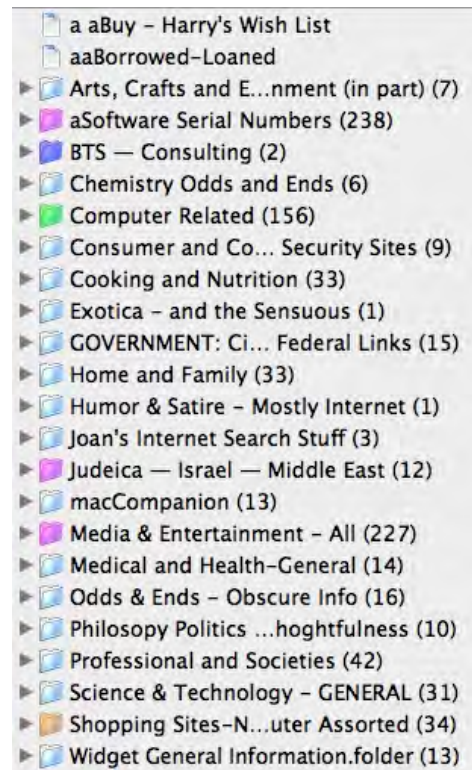 a aBuy – Harry's Wish List
aaBorrowed-Loaned
Arts, Crafts and E...nment (in part) (7)
aSoftware Serial Numbers (238)
BTS — Consulting (2)
Chemistry Odds and Ends (6)
Computer Related (156)
Consumer and Co... Security Sites (9)
Cooking and Nutrition (33)
Exotica – and the Sensuous (1)
GOVERNMENT: Ci... Federal Links (15)
Home and Family (33)
Humor & Satire – Mostly Internet (1)
Joan's Internet Search Stuff (3)
Judeica — Israel — Middle East (12)
macCompanion (13)
Media & Entertainment – All (227)
Medical and Health-General (14)
Odds & Ends – Obscure Info (16)
Philosopy Politics ...hoghtfulness (10)
Professional and Societies (42)
Science & Technology – GENERAL (31)
Shopping Sites-N...uter Assorted (34)
Widget General Information.folder (13)